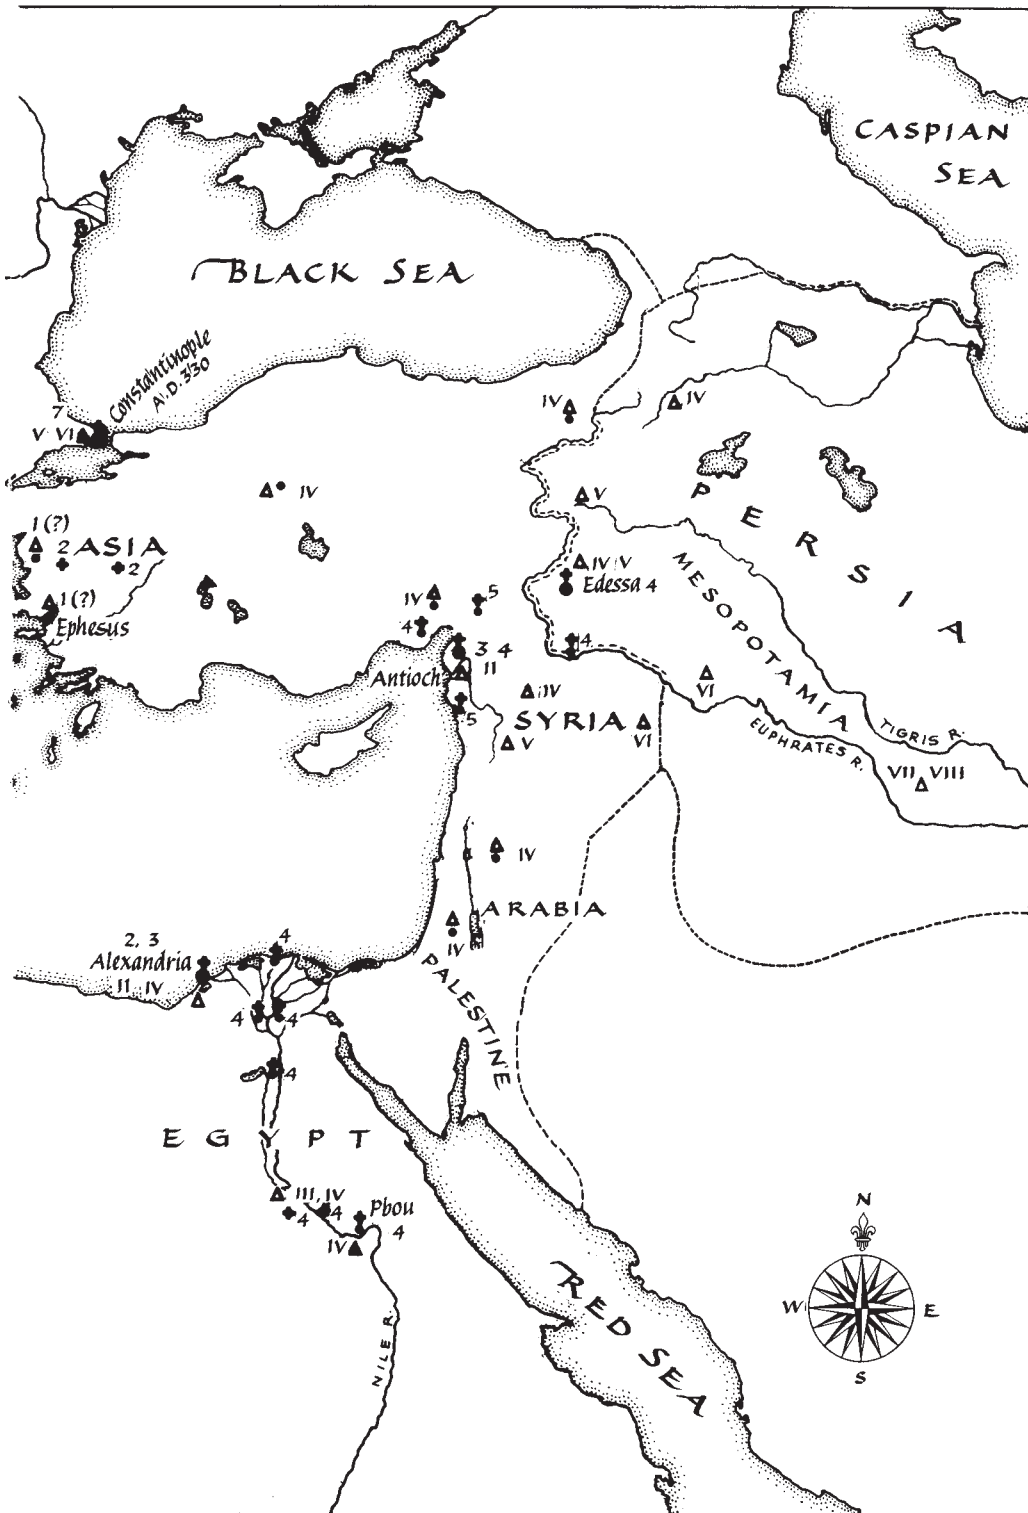 CASPIAN
SEA
BLACK SEA
Constantinople
A.D. 330
7
V VI
IV
IV
IV
V
PERSIA
1 (?)
2 ASIA
2
1 (?)
Ephesus
IV V
Edessa 4
MESOPOTAMIA
IV
5
4
4
3 4
Antioch
II
IV
VI
5
SYRIA
V
VI
TIGRIS R.
EUPHRATES R.
VII VIII
IV
ARABIA
IV
PALESTINE
2, 3
Alexandria
II IV
4
4
4
4
EGYPT
III, IV
4
4
Pbou
4
IV
NILE R.
RED SEA
N
W
E
S